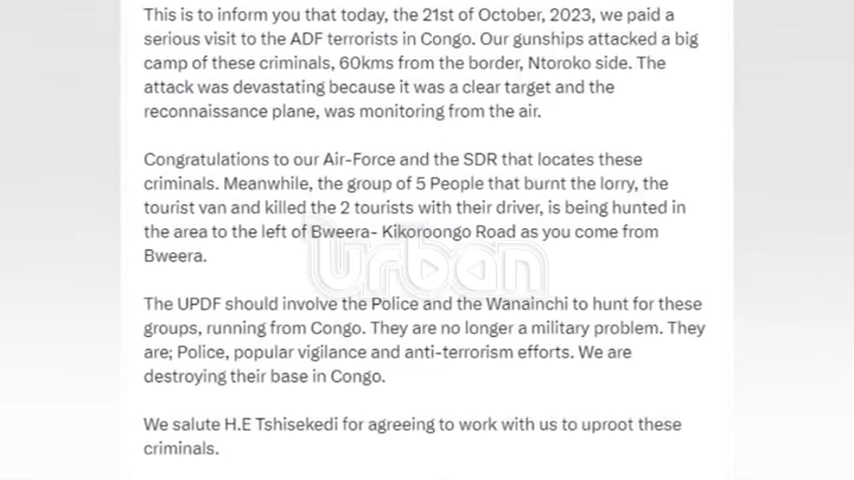 This is to inform you that today, the 21st of October, 2023, we paid a
serious visit to the ADF terrorists in Congo. Our gunships attacked a big
camp of these criminals, 60kms from the border, Ntoroko side. The
attack was devastating because it was a clear target and the
reconnaissance plane, was monitoring from the air.
Congratulations to our Air-Force and the SDR that locates these
criminals. Meanwhile, the group of 5 People that burnt the lorry, the
tourist van and killed the 2 tourists with their driver, is being hunted in
the area to the left of Bweera- Kikoroongo Road as you come from
Bweera.
urban
The UPDF should involve the Police and the Wanainchi to hunt for these
groups, running from Congo. They are no longer a military problem. They
are; Police, popular vigilance and anti-terrorism efforts. We are
destroying their base in Congo.
We salute H.E Tshisekedi for agreeing to work with us to uproot these
criminals.